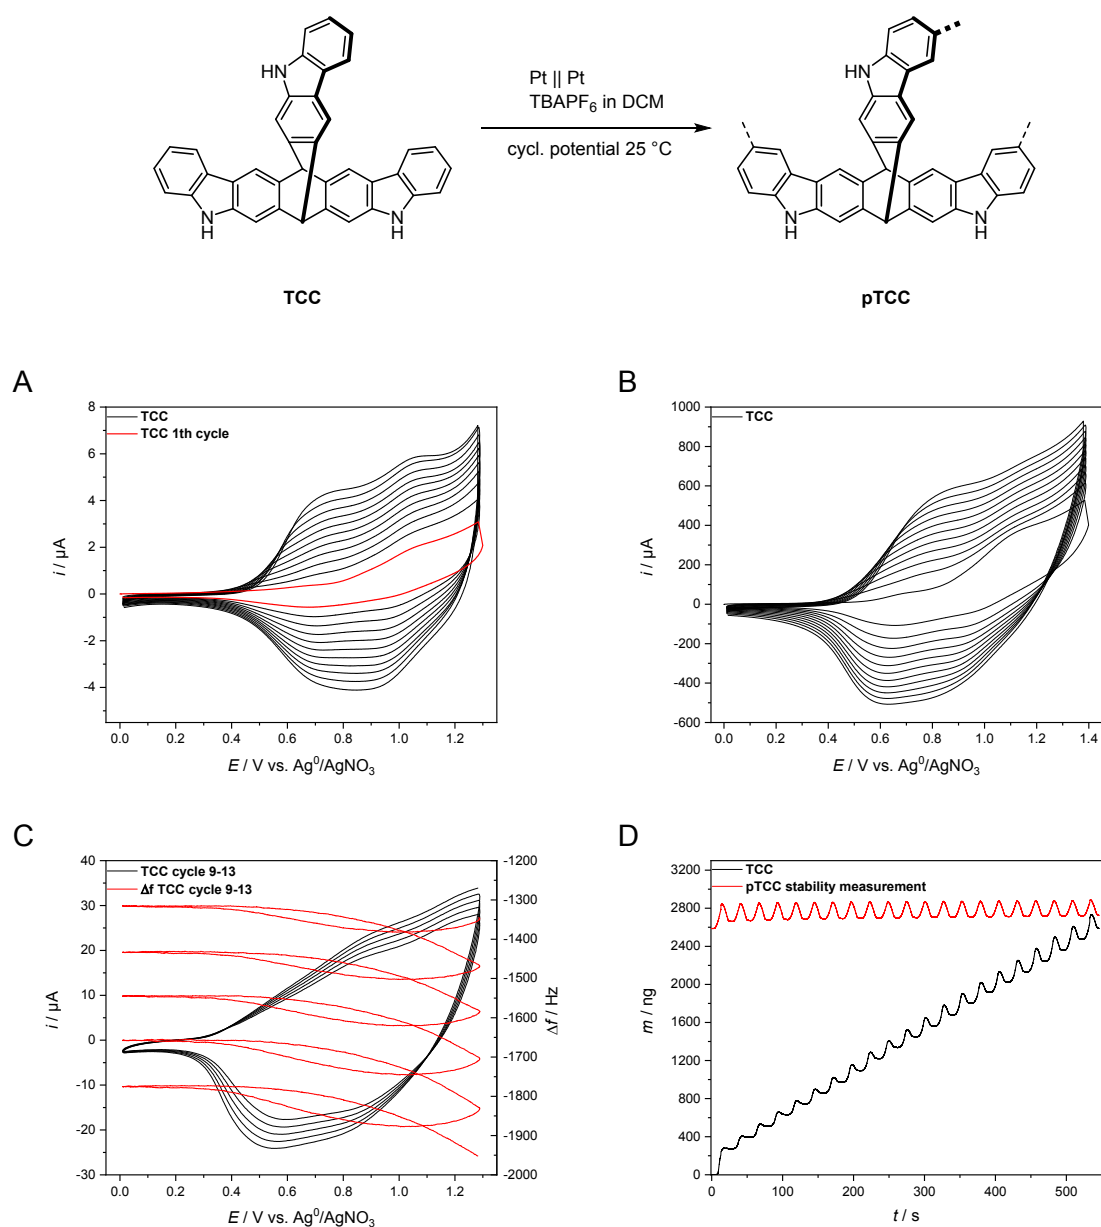 HN
N
H
N
H
TCC
Pt || Pt
TBAPF6 in DCM
cycl. potential 25 °C
HN
N
H
N
H
pTCC
A
TCC
TCC 1th cycle
8
6
4
2
0
-2
-4
i / µA
0.0 0.2 0.4 0.6 0.8 1.0 1.2
E / V vs. Ag⁰/AgNO₃
B
TCC
1000
800
600
400
200
0
-200
-400
-600
i / µA
0.0 0.2 0.4 0.6 0.8 1.0 1.2 1.4
E / V vs. Ag⁰/AgNO₃
C
TCC cycle 9-13
Δf TCC cycle 9-13
40
30
20
10
0
-10
-20
-30
i / µA
-1200
-1300
-1400
-1500
-1600
-1700
-1800
-1900
-2000
Δf / Hz
0.0 0.2 0.4 0.6 0.8 1.0 1.2
E / V vs. Ag⁰/AgNO₃
D
TCC
pTCC stability measurement
3200
2800
2400
2000
1600
1200
800
400
0
m / ng
0 100 200 300 400 500
t / s